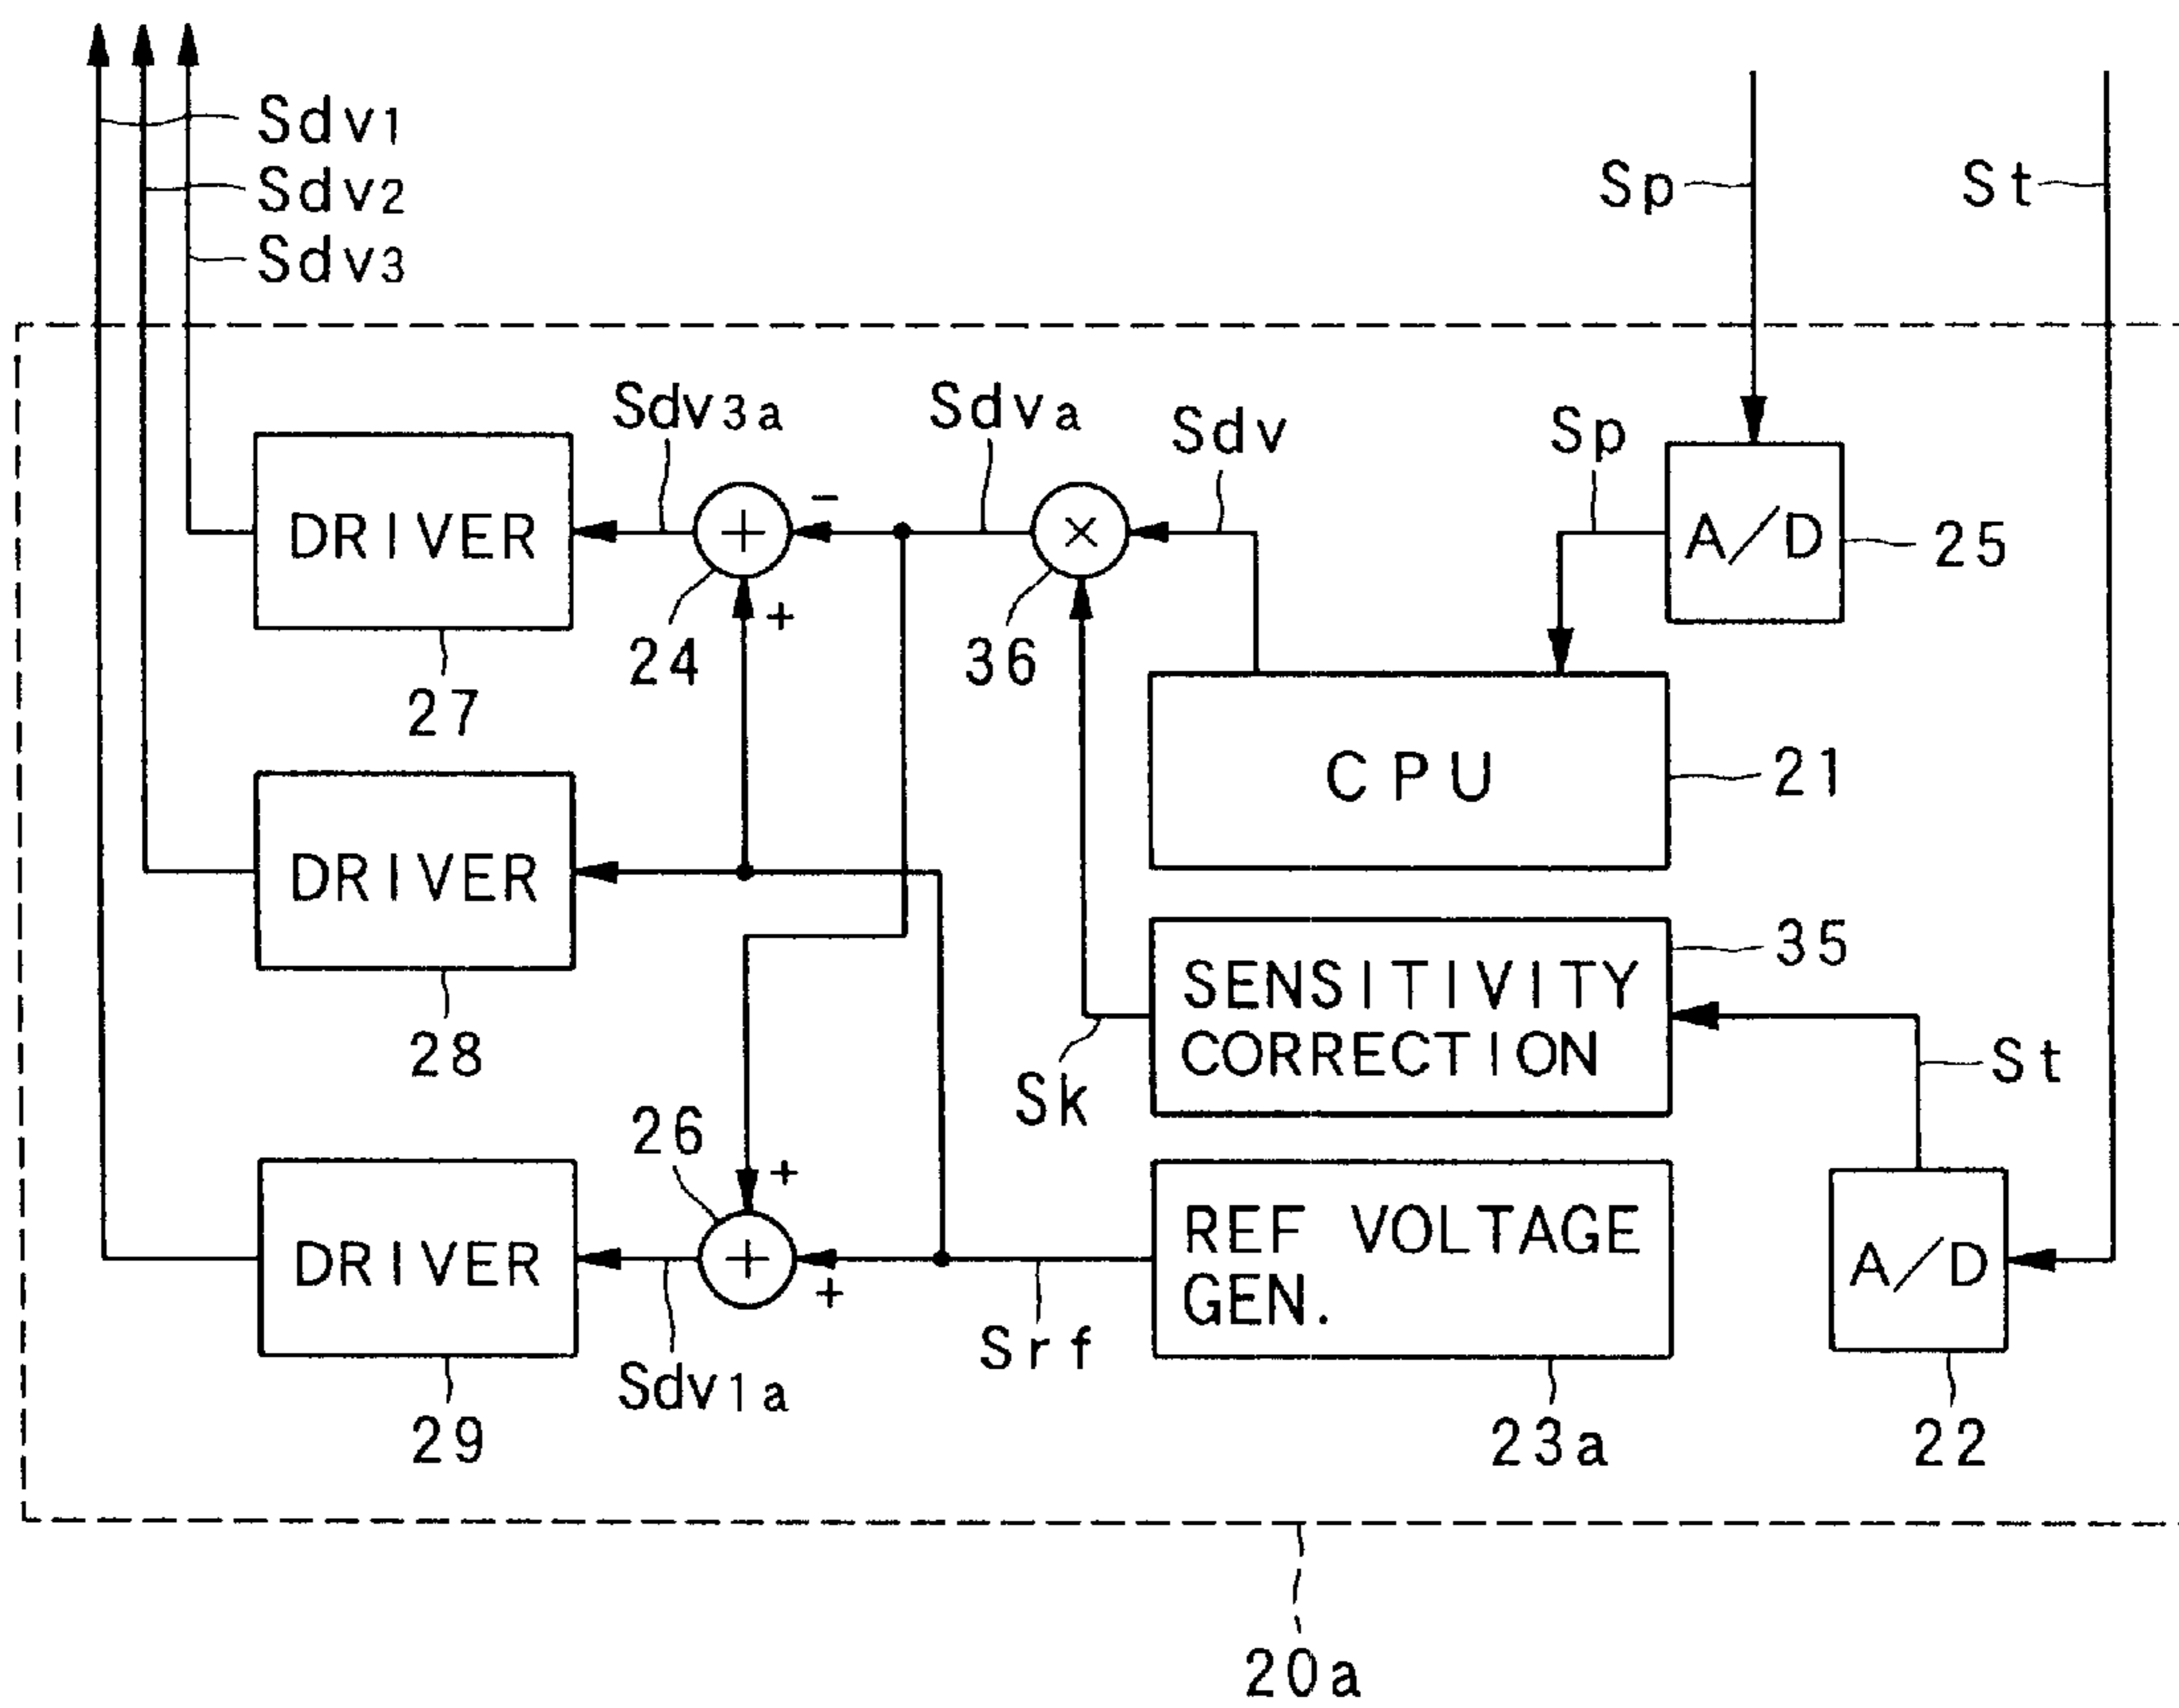 Sdv1
Sdv2
Sdv3
Sp
St
Sdv3a
Sdva
Sdv
Sp
DRIVER
+
-
+
×
A/D
25
24
36
27
CPU
21
DRIVER
28
35
SENSITIVITY
CORRECTION
St
Sk
26
+
DRIVER
+
+
REF VOLTAGE
GEN.
A/D
Srf
Sdv1a
29
23a
22
20a